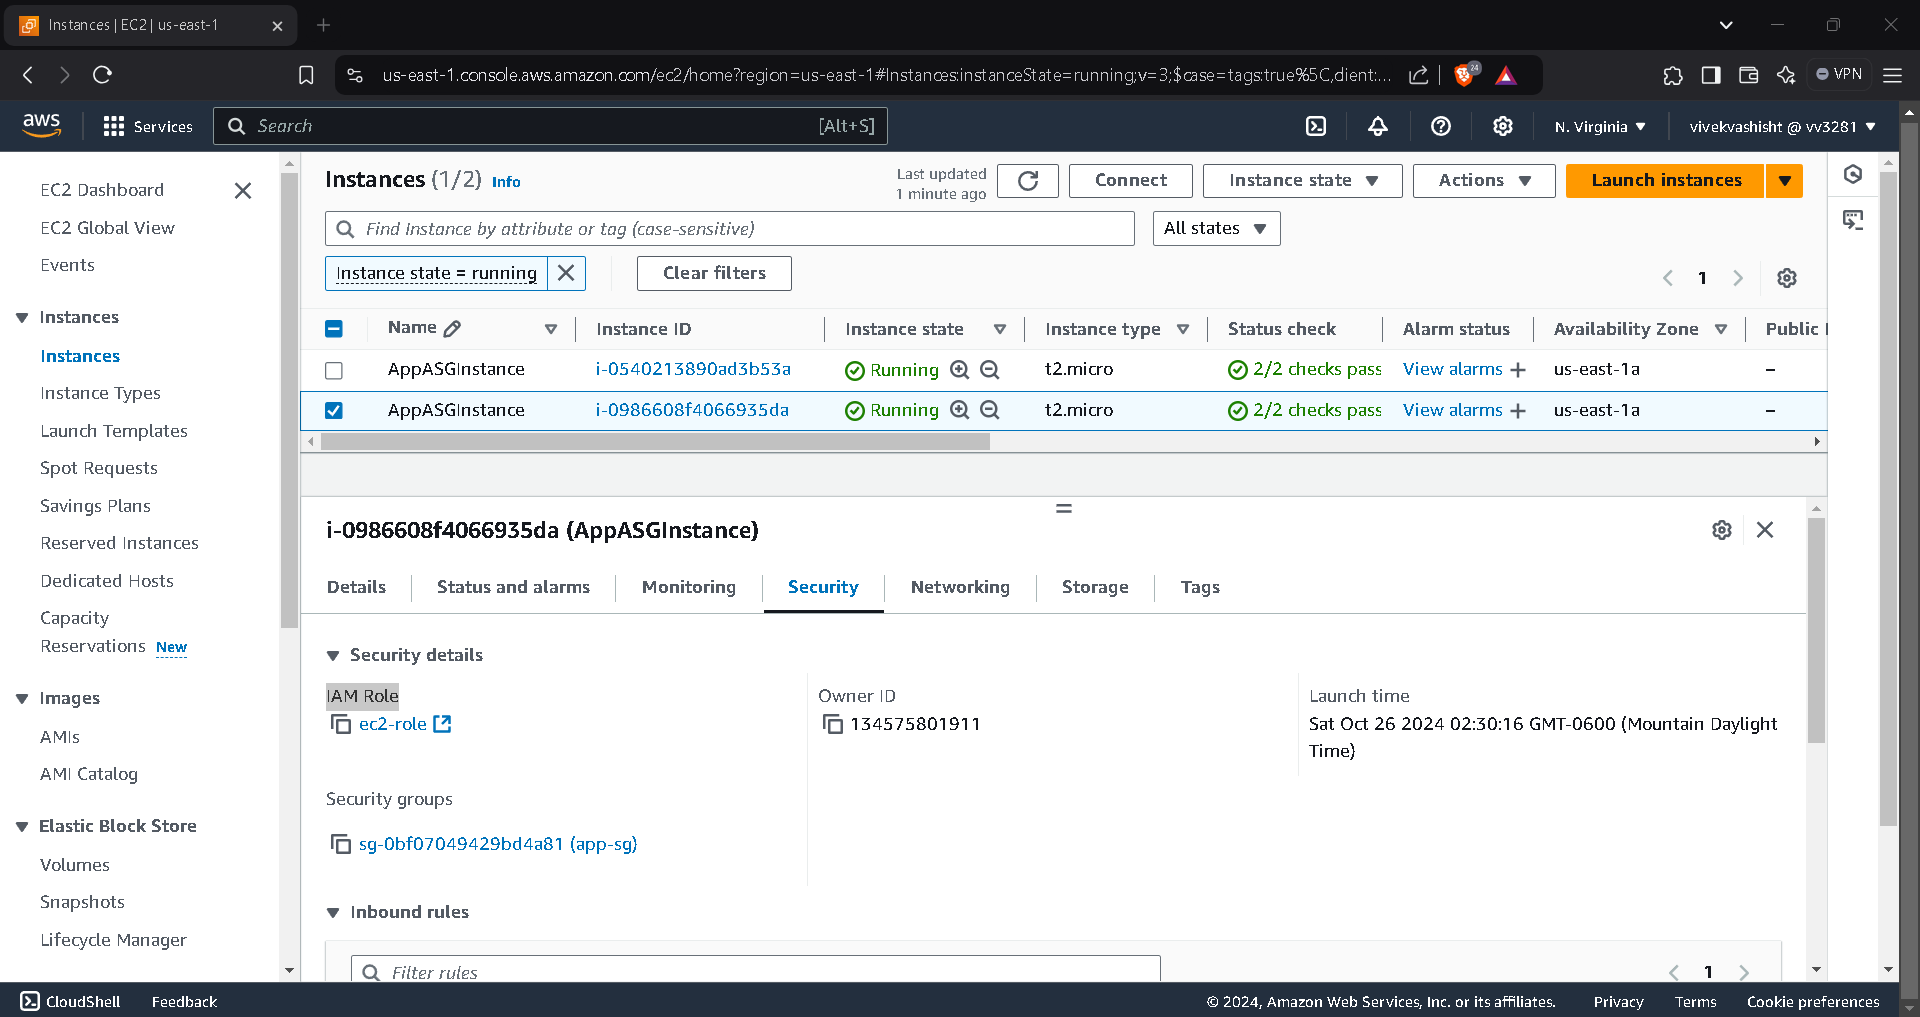 Instances | EC2 | us-east-1
us-east-1.console.aws.amazon.com/ec2/home?region=us-east-1#Instances:instanceState=running;v=3;$case=tags:true%5C,client:...
24
VPN
aws
Services
Search
[Alt+S]
N. Virginia
vivekvashisht @ vv3281
EC2 Dashboard
EC2 Global View
Events
Instances
Instances
Instance Types
Launch Templates
Spot Requests
Savings Plans
Reserved Instances
Dedicated Hosts
Capacity
Reservations New
Images
AMIs
AMI Catalog
Elastic Block Store
Volumes
Snapshots
Lifecycle Manager
Instances (1/2) Info
Last updated
1 minute ago
Connect
Instance state
Actions
Launch instances
Find Instance by attribute or tag (case-sensitive)
All states
Instance state = running
Clear filters
1
Name Instance ID Instance state Instance type Status check Alarm status Availability Zone Public
AppASGInstance i-0540213890ad3b53a Running t2.micro 2/2 checks pass View alarms us-east-1a –
AppASGInstance i-0986608f4066935da Running t2.micro 2/2 checks pass View alarms us-east-1a –
i-0986608f4066935da (AppASGInstance)
Details Status and alarms Monitoring Security Networking Storage Tags
Security details
IAM Role
ec2-role
Owner ID
134575801911
Launch time
Sat Oct 26 2024 02:30:16 GMT-0600 (Mountain Daylight
Time)
Security groups
sg-0bf07049429bd4a81 (app-sg)
Inbound rules
Filter rules
1
CloudShell Feedback
© 2024, Amazon Web Services, Inc. or its affiliates. Privacy Terms Cookie preferences